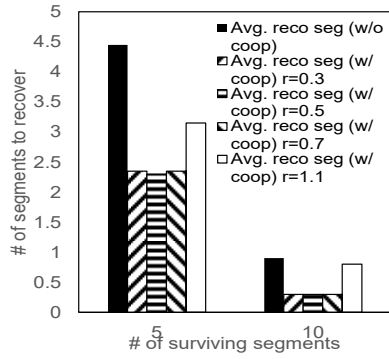 5
4.5
4
3.5
3
2.5
2
1.5
1
0.5
0
# of segments to recover
Avg. reco seg (w/o
coop)
Avg. reco seg (w/
coop) r=0.3
Avg. reco seg (w/
coop) r=0.5
Avg. reco seg (w/
coop) r=0.7
Avg. reco seg (w/
coop) r=1.1
5 10
# of surviving segments